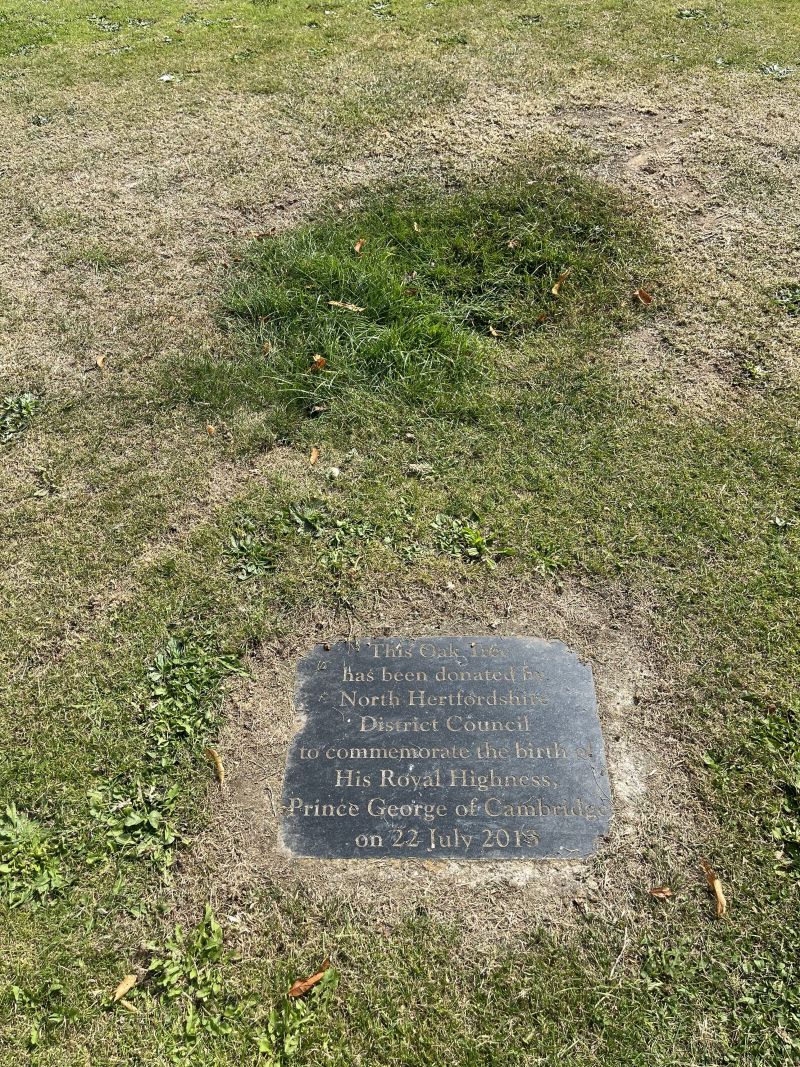 This Oak Tree
has been donated by
North Hertfordshire
District Council
to commemorate the birth of
His Royal Highness,
Prince George of Cambridge
on 22 July 2013